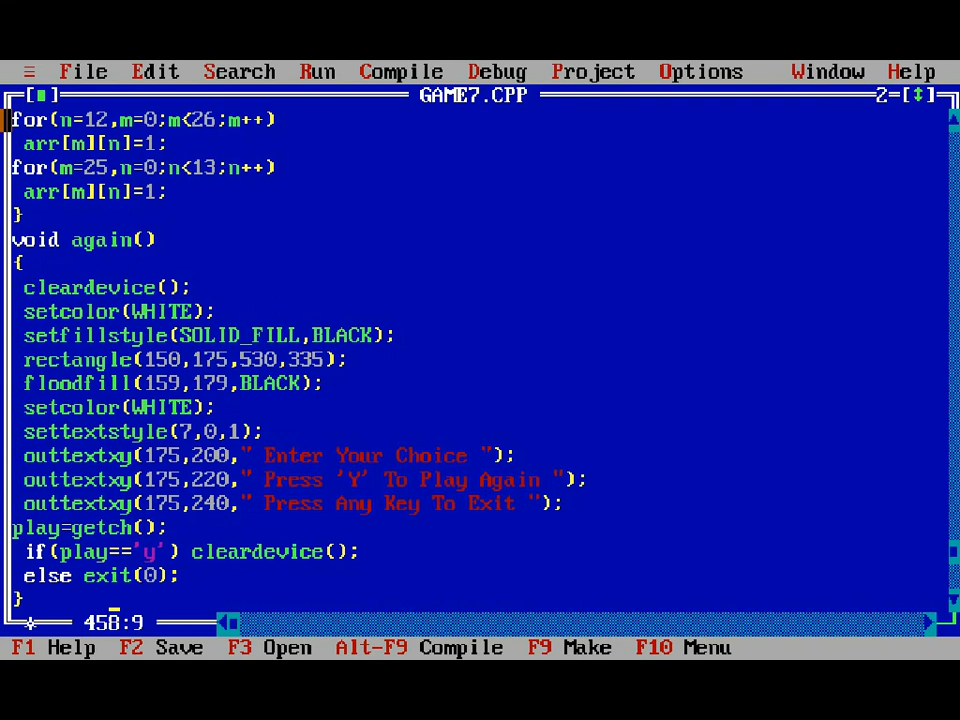 ≡ File Edit Search Run Compile Debug Project Options Window Help
[■] GAME7.CPP 2=[↕]
for(n=12,m=0;m<26;m++)
 arr[m][n]=1;
for(m=25,n=0;n<13;n++)
 arr[m][n]=1;
}
void again()
{
 cleardevice();
 setcolor(WHITE);
 setfillstyle(SOLID_FILL,BLACK);
 rectangle(150,175,530,335);
 floodfill(159,179,BLACK);
 setcolor(WHITE);
 settextstyle(7,0,1);
 outtextxy(175,200," Enter Your Choice ");
 outtextxy(175,220," Press 'Y' To Play Again ");
 outtextxy(175,240," Press Any Key To Exit ");
play=getch();
 if(play=='y') cleardevice();
 else exit(0);
}
458:9
F1 Help F2 Save F3 Open Alt-F9 Compile F9 Make F10 Menu